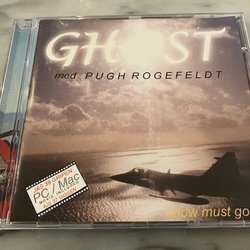 GHOST
med PUGH ROGEFELDT
PC / Mac
show must go